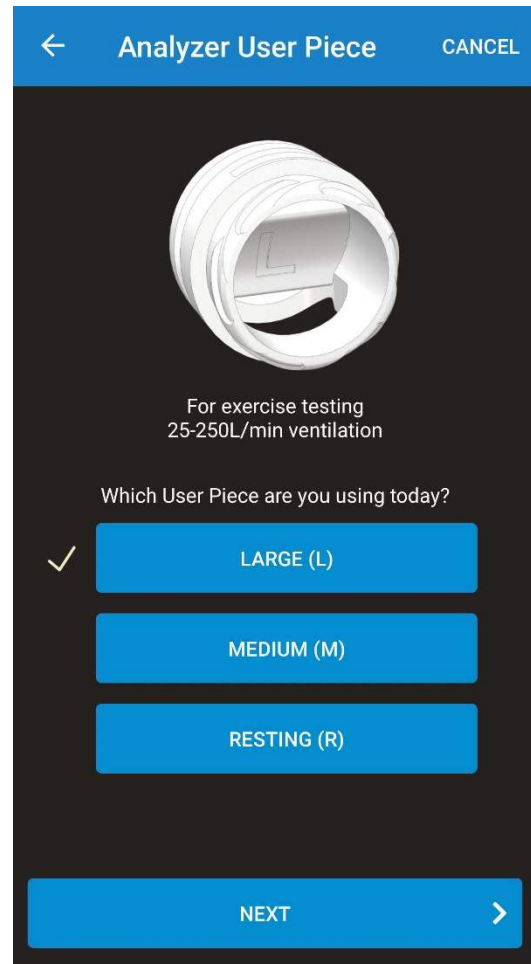 Analyzer User Piece
CANCEL
L
For exercise testing
25-250L/min ventilation
Which User Piece are you using today?
LARGE (L)
MEDIUM (M)
RESTING (R)
NEXT